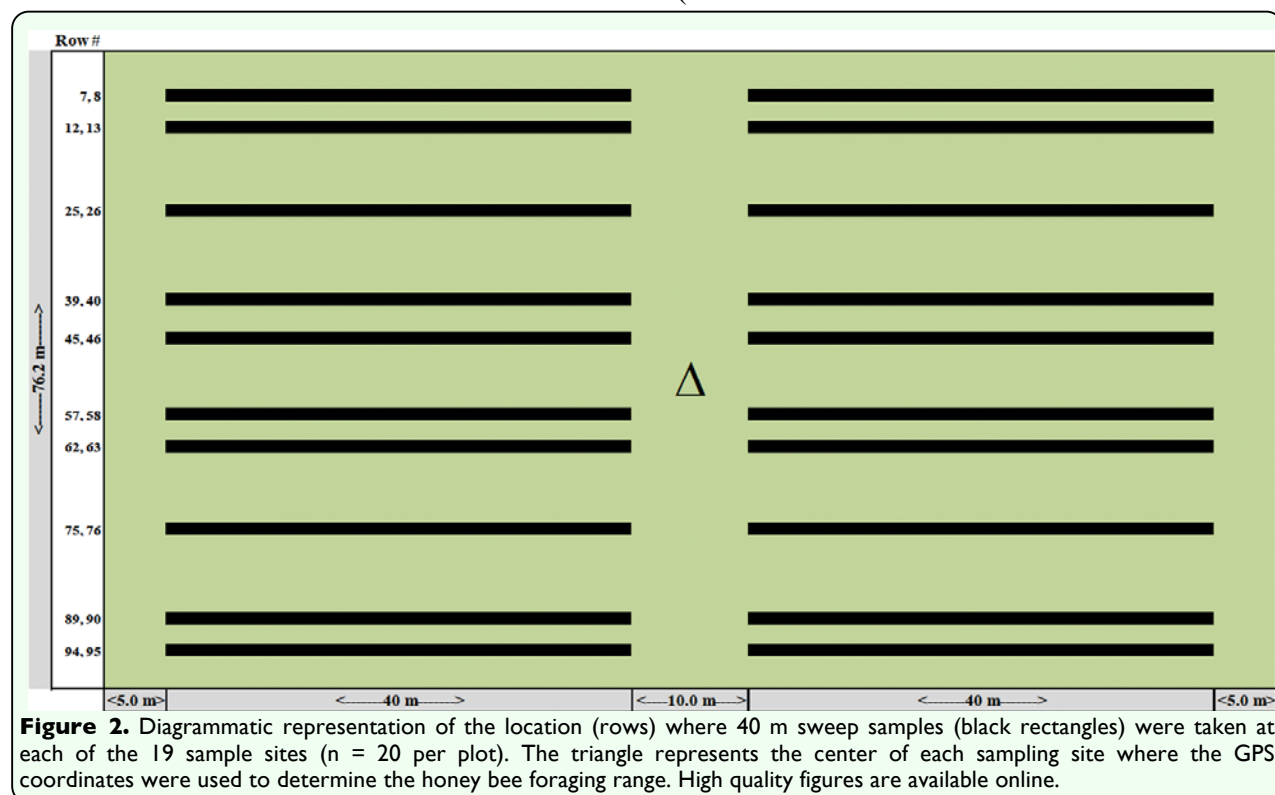 Row #
7, 8
12, 13
25, 26
39, 40
45, 46
57, 58
62, 63
75, 76
89, 90
94, 95
<------76.2 m------>
Δ
<5.0 m>
<-------40 m------->
<----10.0 m---->
<-------40 m------->
<5.0 m>
Figure 2. Diagrammatic representation of the location (rows) where 40 m sweep samples (black rectangles) were taken at
each of the 19 sample sites (n = 20 per plot). The triangle represents the center of each sampling site where the GPS
coordinates were used to determine the honey bee foraging range. High quality figures are available online.